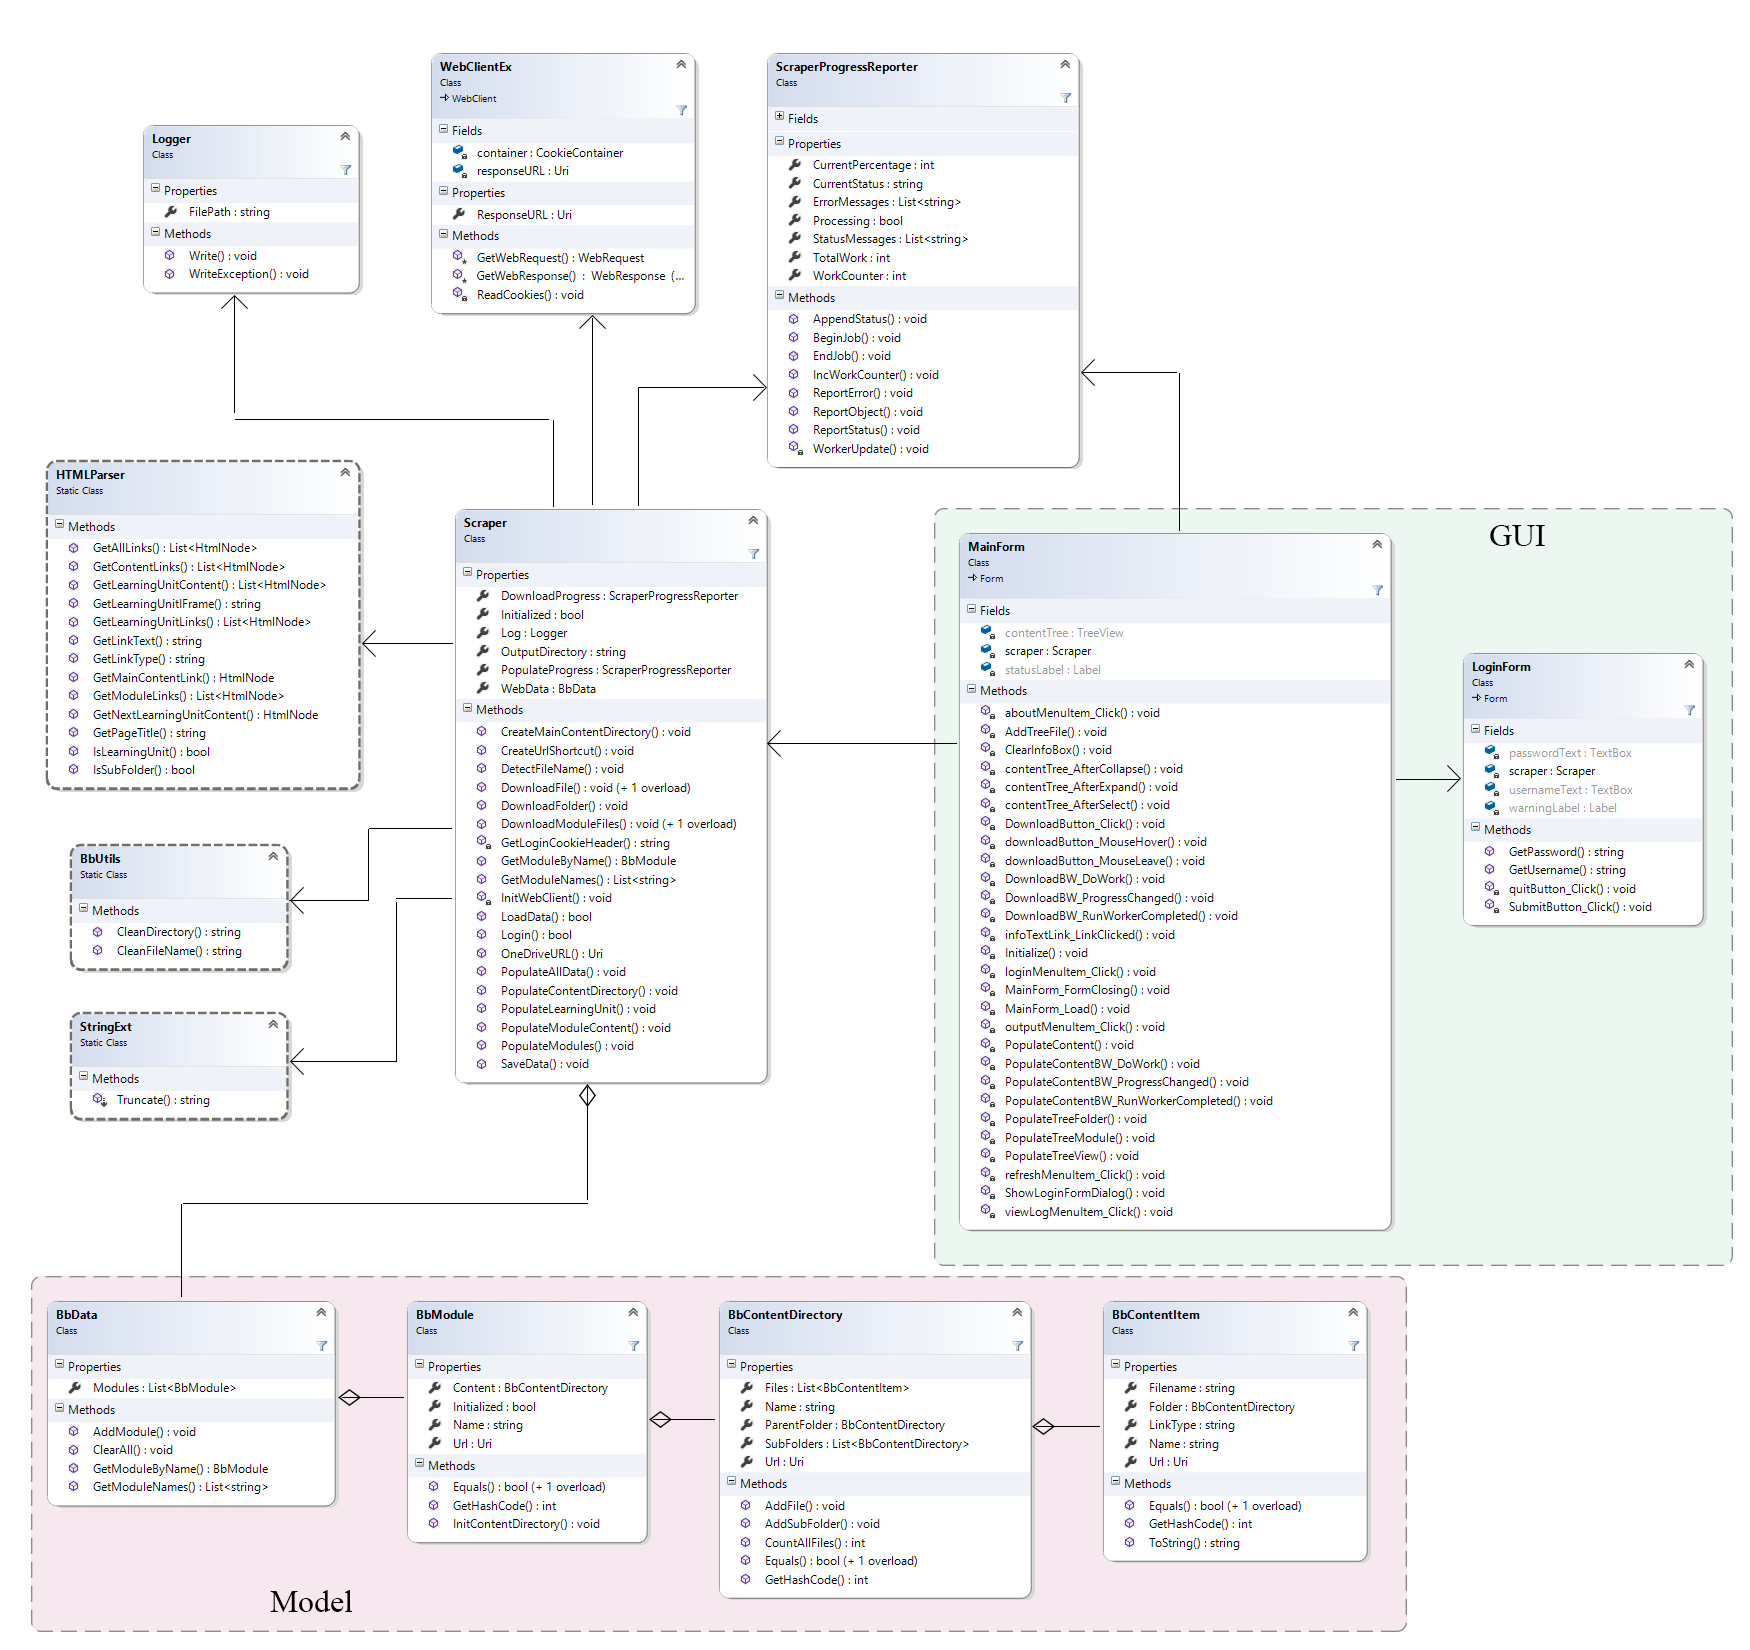 WebClientEx
Class
WebClient
Fields
container : CookieContainer
responseURL : Uri
Properties
ResponseURL : Uri
Methods
GetWebRequest() : WebRequest
GetWebResponse() : WebResponse (...
ReadCookies() : void
ScraperProgressReporter
Class
Fields
Properties
CurrentPercentage : int
CurrentStatus : string
ErrorMessages : List<string>
Processing : bool
StatusMessages : List<string>
TotalWork : int
WorkCounter : int
Methods
AppendStatus() : void
BeginJob() : void
EndJob() : void
IncWorkCounter() : void
ReportError() : void
ReportObject() : void
ReportStatus() : void
WorkerUpdate() : void
Logger
Class
Properties
FilePath : string
Methods
Write() : void
WriteException() : void
HTMLParser
Static Class
Methods
GetAllLinks() : List<HtmlNode>
GetContentLinks() : List<HtmlNode>
GetLearningUnitContent() : List<HtmlNode>
GetLearningUnitIFrame() : string
GetLearningUnitLinks() : List<HtmlNode>
GetLinkText() : string
GetLinkType() : string
GetMainContentLink() : HtmlNode
GetModuleLinks() : List<HtmlNode>
GetNextLearningUnitContent() : HtmlNode
GetPageTitle() : string
IsLearningUnit() : bool
IsSubFolder() : bool
Scraper
Class
Properties
DownloadProgress : ScraperProgressReporter
Initialized : bool
Log : Logger
OutputDirectory : string
PopulateProgress : ScraperProgressReporter
WebData : BbData
Methods
CreateMainContentDirectory() : void
CreateUrlShortcut() : void
DetectFileName() : void
DownloadFile() : void (+ 1 overload)
DownloadFolder() : void
DownloadModuleFiles() : void (+ 1 overload)
GetLoginCookieHeader() : string
GetModuleByName() : BbModule
GetModuleNames() : List<string>
InitWebClient() : void
LoadData() : bool
Login() : bool
OneDriveURL() : Uri
PopulateAllData() : void
PopulateContentDirectory() : void
PopulateLearningUnit() : void
PopulateModuleContent() : void
PopulateModules() : void
SaveData() : void
GUI
MainForm
Class
Form
Fields
contentTree : TreeView
scraper : Scraper
statusLabel : Label
Methods
aboutMenuItem_Click() : void
AddTreeFile() : void
ClearInfoBox() : void
contentTree_AfterCollapse() : void
contentTree_AfterExpand() : void
contentTree_AfterSelect() : void
DownloadButton_Click() : void
downloadButton_MouseHover() : void
downloadButton_MouseLeave() : void
DownloadBW_DoWork() : void
DownloadBW_ProgressChanged() : void
DownloadBW_RunWorkerCompleted() : void
infoTextLink_LinkClicked() : void
Initialize() : void
loginMenuItem_Click() : void
MainForm_FormClosing() : void
MainForm_Load() : void
outputMenuItem_Click() : void
PopulateContent() : void
PopulateContentBW_DoWork() : void
PopulateContentBW_ProgressChanged() : void
PopulateContentBW_RunWorkerCompleted() : void
PopulateTreeFolder() : void
PopulateTreeModule() : void
PopulateTreeView() : void
refreshMenuItem_Click() : void
ShowLoginFormDialog() : void
viewLogMenuItem_Click() : void
LoginForm
Class
Form
Fields
passwordText : TextBox
scraper : Scraper
usernameText : TextBox
warningLabel : Label
Methods
GetPassword() : string
GetUsername() : string
quitButton_Click() : void
SubmitButton_Click() : void
BbUtils
Static Class
Methods
CleanDirectory() : string
CleanFileName() : string
StringExt
Static Class
Methods
Truncate() : string
BbData
Class
Properties
Modules : List<BbModule>
Methods
AddModule() : void
ClearAll() : void
GetModuleByName() : BbModule
GetModuleNames() : List<string>
BbModule
Class
Properties
Content : BbContentDirectory
Initialized : bool
Name : string
Url : Uri
Methods
Equals() : bool (+ 1 overload)
GetHashCode() : int
InitContentDirectory() : void
BbContentDirectory
Class
Properties
Files : List<BbContentItem>
Name : string
ParentFolder : BbContentDirectory
SubFolders : List<BbContentDirectory>
Url : Uri
Methods
AddFile() : void
AddSubFolder() : void
CountAllFiles() : int
Equals() : bool (+ 1 overload)
GetHashCode() : int
BbContentItem
Class
Properties
Filename : string
Folder : BbContentDirectory
LinkType : string
Name : string
Url : Uri
Methods
Equals() : bool (+ 1 overload)
GetHashCode() : int
ToString() : string
Model